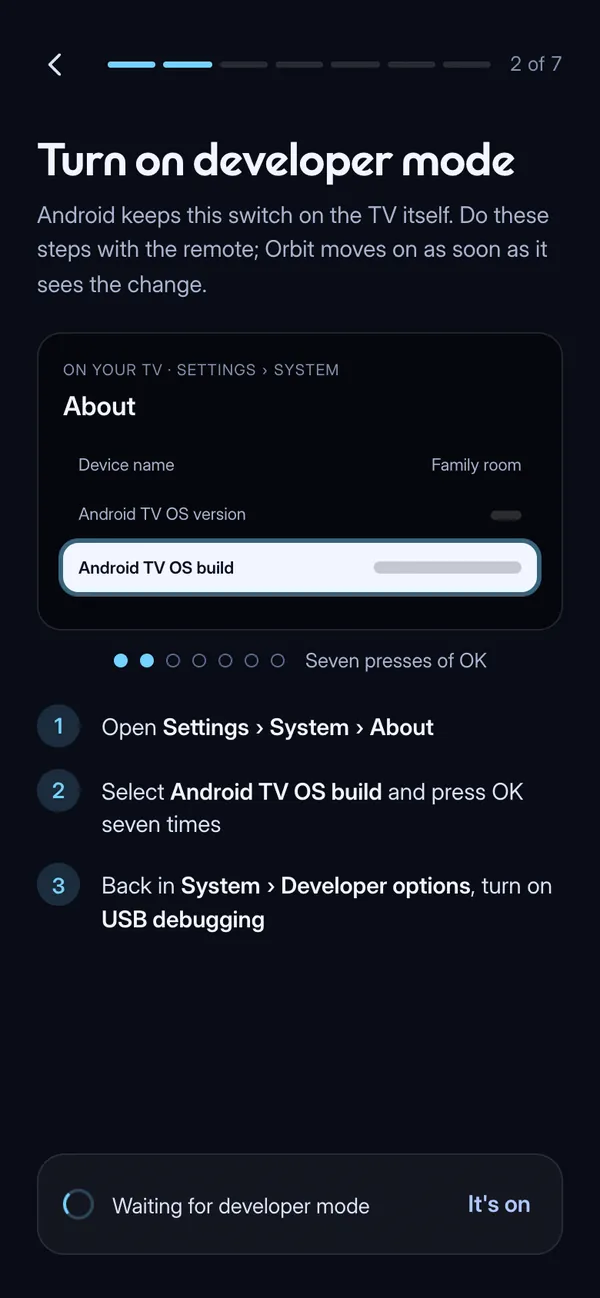 2 of 7
Turn on developer mode
Android keeps this switch on the TV itself. Do these
steps with the remote; Orbit moves on as soon as it
sees the change.
ON YOUR TV · SETTINGS › SYSTEM
About
Device name Family room
Android TV OS version
Android TV OS build
Seven presses of OK
1 Open Settings › System › About
2 Select Android TV OS build and press OK
seven times
3 Back in System › Developer options, turn on
USB debugging
Waiting for developer mode It's on